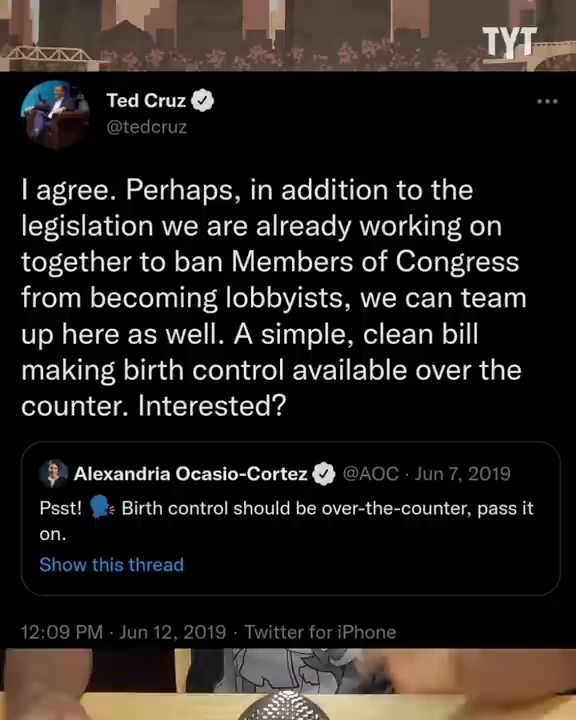 TYT
Ted Cruz
@tedcruz
I agree. Perhaps, in addition to the
legislation we are already working on
together to ban Members of Congress
from becoming lobbyists, we can team
up here as well. A simple, clean bill
making birth control available over the
counter. Interested?
Alexandria Ocasio-Cortez @AOC · Jun 7, 2019
Psst! 🗣 Birth control should be over-the-counter, pass it
on.
Show this thread
12:09 PM · Jun 12, 2019 · Twitter for iPhone